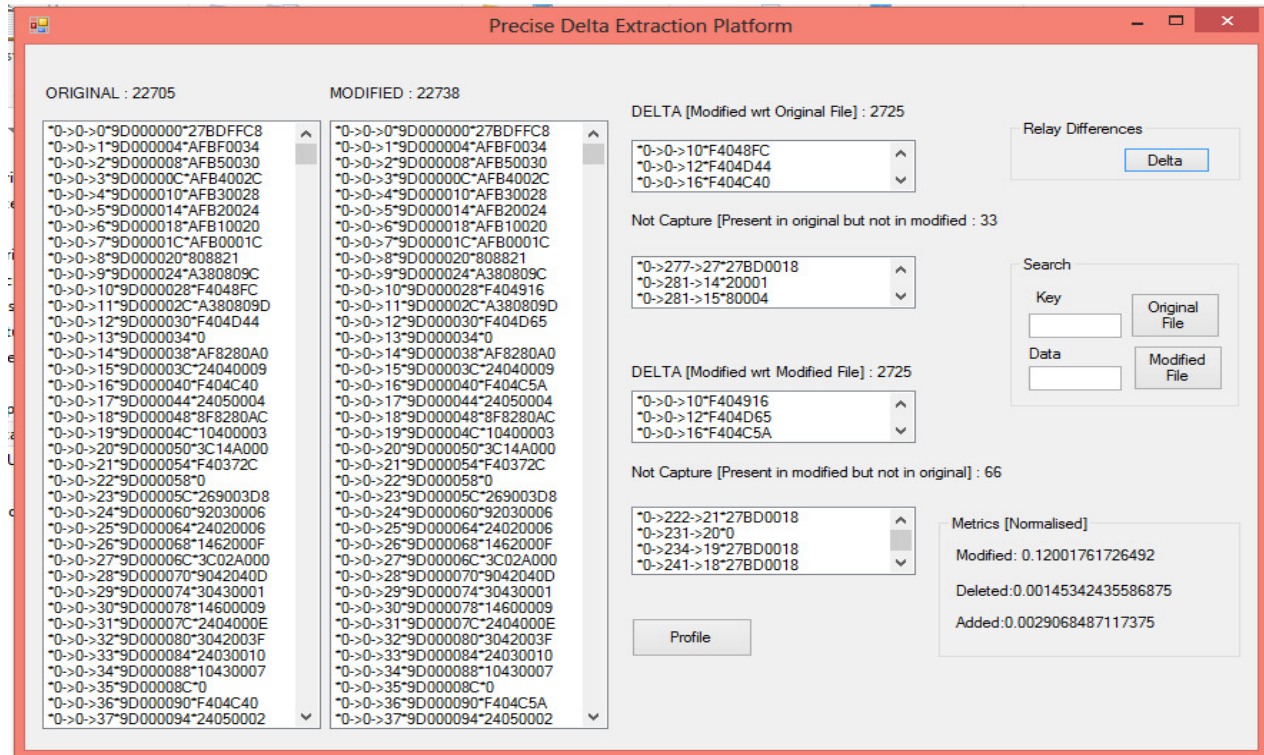 Precise Delta Extraction Platform
ORIGINAL : 22705
*0->0->0*9D000000*27BDFFC8
*0->0->1*9D000004*AFBF0034
*0->0->2*9D000008*AFB50030
*0->0->3*9D00000C*AFB4002C
*0->0->4*9D000010*AFB30028
*0->0->5*9D000014*AFB20024
*0->0->6*9D000018*AFB10020
*0->0->7*9D00001C*AFB0001C
*0->0->8*9D000020*808821
*0->0->9*9D000024*A380809C
*0->0->10*9D000028*F4048FC
*0->0->11*9D00002C*A380809D
*0->0->12*9D000030*F404D44
*0->0->13*9D000034*0
*0->0->14*9D000038*AF8280A0
*0->0->15*9D00003C*24040009
*0->0->16*9D000040*F404C40
*0->0->17*9D000044*24050004
*0->0->18*9D000048*8F8280AC
*0->0->19*9D00004C*10400003
*0->0->20*9D000050*3C14A000
*0->0->21*9D000054*F40372C
*0->0->22*9D000058*0
*0->0->23*9D00005C*269003D8
*0->0->24*9D000060*92030006
*0->0->25*9D000064*24020006
*0->0->26*9D000068*1462000F
*0->0->27*9D00006C*3C02A000
*0->0->28*9D000070*9042040D
*0->0->29*9D000074*30430001
*0->0->30*9D000078*14600009
*0->0->31*9D00007C*2404000E
*0->0->32*9D000080*3042003F
*0->0->33*9D000084*24030010
*0->0->34*9D000088*10430007
*0->0->35*9D00008C*0
*0->0->36*9D000090*F404C40
*0->0->37*9D000094*24050002
MODIFIED : 22738
*0->0->0*9D000000*27BDFFC8
*0->0->1*9D000004*AFBF0034
*0->0->2*9D000008*AFB50030
*0->0->3*9D00000C*AFB4002C
*0->0->4*9D000010*AFB30028
*0->0->5*9D000014*AFB20024
*0->0->6*9D000018*AFB10020
*0->0->7*9D00001C*AFB0001C
*0->0->8*9D000020*808821
*0->0->9*9D000024*A380809C
*0->0->10*9D000028*F404916
*0->0->11*9D00002C*A380809D
*0->0->12*9D000030*F404D65
*0->0->13*9D000034*0
*0->0->14*9D000038*AF8280A0
*0->0->15*9D00003C*24040009
*0->0->16*9D000040*F404C5A
*0->0->17*9D000044*24050004
*0->0->18*9D000048*8F8280AC
*0->0->19*9D00004C*10400003
*0->0->20*9D000050*3C14A000
*0->0->21*9D000054*F40372C
*0->0->22*9D000058*0
*0->0->23*9D00005C*269003D8
*0->0->24*9D000060*92030006
*0->0->25*9D000064*24020006
*0->0->26*9D000068*1462000F
*0->0->27*9D00006C*3C02A000
*0->0->28*9D000070*9042040D
*0->0->29*9D000074*30430001
*0->0->30*9D000078*14600009
*0->0->31*9D00007C*2404000E
*0->0->32*9D000080*3042003F
*0->0->33*9D000084*24030010
*0->0->34*9D000088*10430007
*0->0->35*9D00008C*0
*0->0->36*9D000090*F404C5A
*0->0->37*9D000094*24050002
DELTA [Modified wrt Original File] : 2725
*0->0->10*F4048FC
*0->0->12*F404D44
*0->0->16*F404C40
Not Capture [Present in original but not in modified : 33
*0->277->27*27BD0018
*0->281->14*20001
*0->281->15*80004
DELTA [Modified wrt Modified File] : 2725
*0->0->10*F404916
*0->0->12*F404D65
*0->0->16*F404C5A
Not Capture [Present in modified but not in original] : 66
*0->222->21*27BD0018
*0->231->20*0
*0->234->19*27BD0018
*0->241->18*27BD0018
Profile
Relay Differences
Delta
Search
Key
Original File
Data
Modified File
Metrics [Normalised]
Modified: 0.12001761726492
Deleted:0.00145342435586875
Added:0.0029068487117375